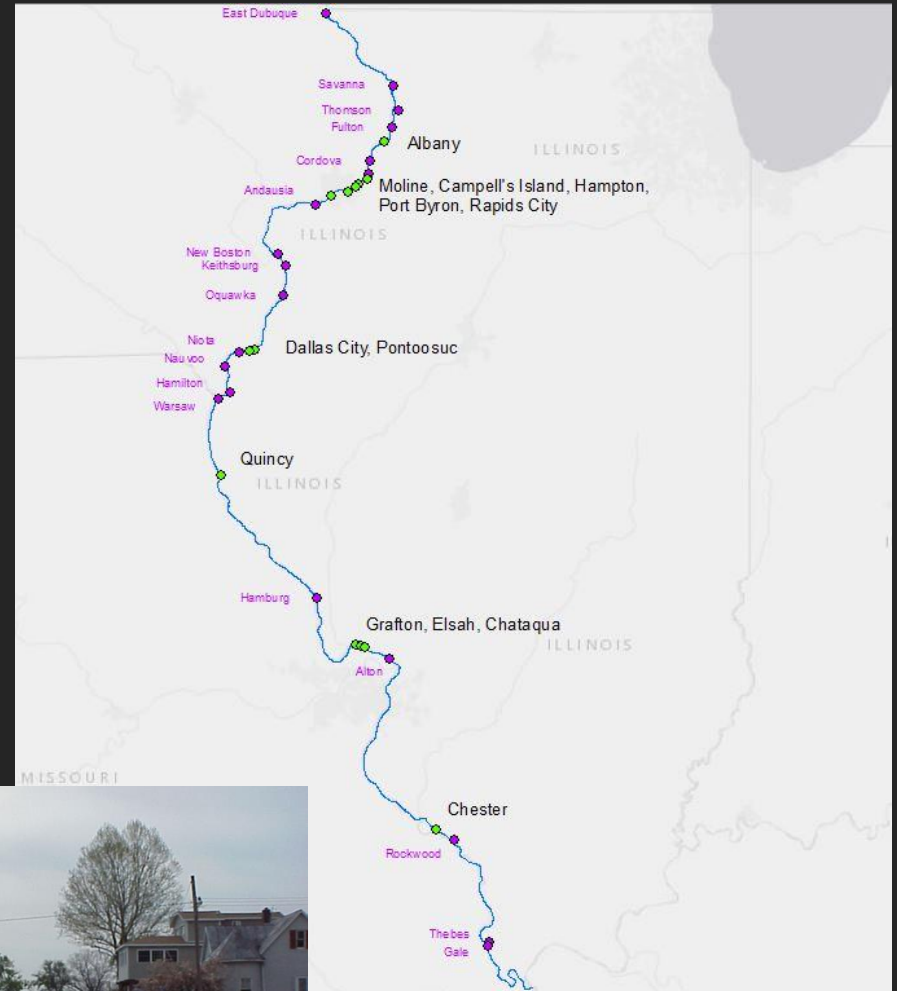 East Dubuque
Savanna
Thomson
Fulton
Albany
ILLINOIS
Cordova
Andausia
Moline, Campell's Island, Hampton,
Port Byron, Rapids City
ILLINOIS
New Boston
Keithsburg
Oquawka
Niota
Dallas City, Pontoosuc
Nauvoo
Hamilton
Warsaw
Quincy
ILLINOIS
Hamburg
Grafton, Elsah, Chataqua
ILLINOIS
Alton
MISSOURI
Chester
Rockwood
Thebes
Gale